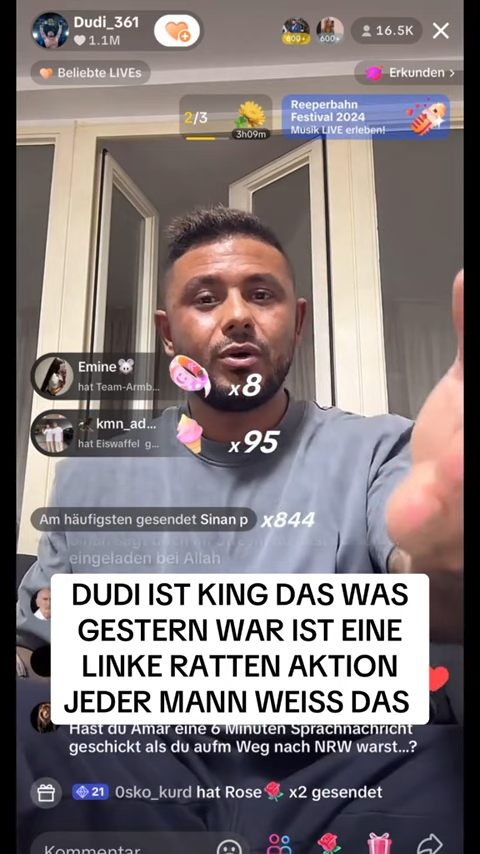 Dudi_361
1.1M
600+
600+
16.5K
Beliebte LIVEs
Erkunden
2/3
3h09m
Reeperbahn
Festival 2024
Musik LIVE erleben!
Emine
hat Team-Armb...
x8
kmn_ad...
hat Eiswaffel g...
x95
Am häufigsten gesendet Sinan p x844
eingeladen bei Allah
DUDI IST KING DAS WAS
GESTERN WAR IST EINE
LINKE RATTEN AKTION
JEDER MANN WEISS DAS
Hast du Amar eine 6 Minuten Sprachnachricht
geschickt als du aufm Weg nach NRW warst...?
21 0sko_kurd hat Rose x2 gesendet
Kommentar